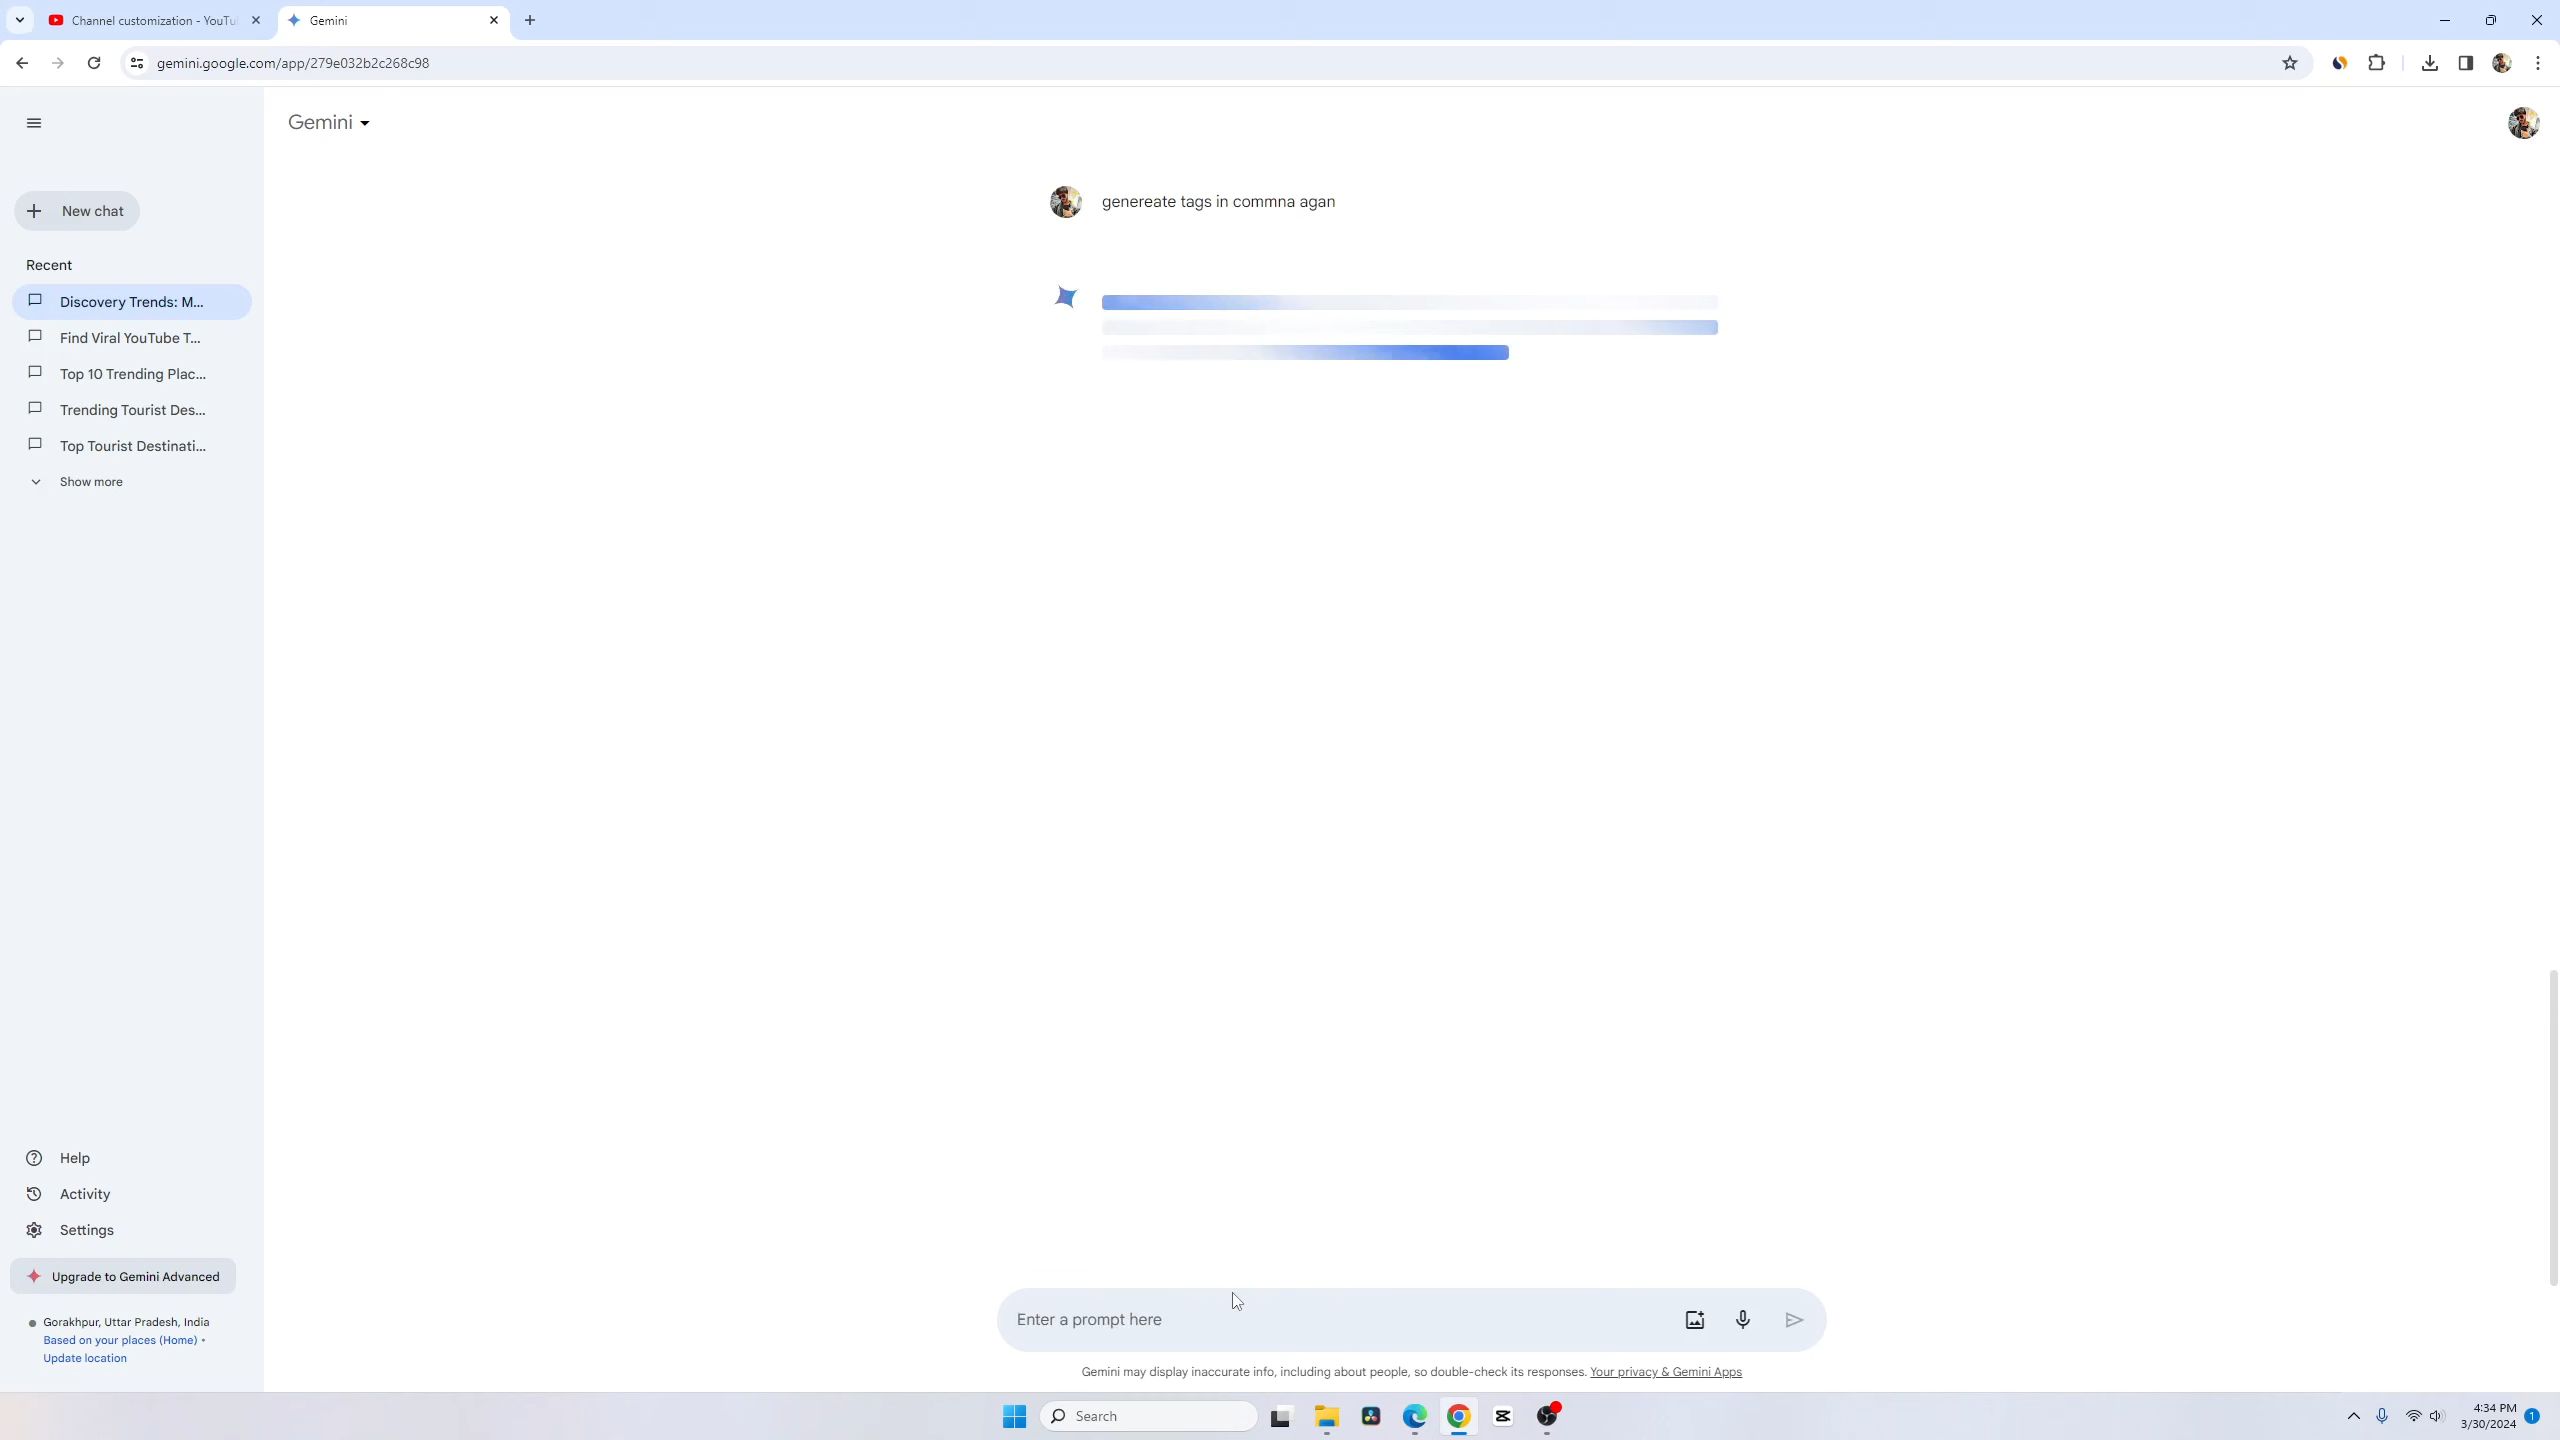 Channel customization - YouTu
Gemini
gemini.google.com/app/279e032b2c268c98
Gemini
New chat
genereate tags in commna agan
Recent
Discovery Trends: M...
Find Viral YouTube T...
Top 10 Trending Plac...
Trending Tourist Des...
Top Tourist Destinati...
Show more
Help
Activity
Settings
Upgrade to Gemini Advanced
Gorakhpur, Uttar Pradesh, India
Based on your places (Home) •
Update location
Enter a prompt here
Gemini may display inaccurate info, including about people, so double-check its responses. Your privacy & Gemini Apps
Search
4:34 PM
3/30/2024
1